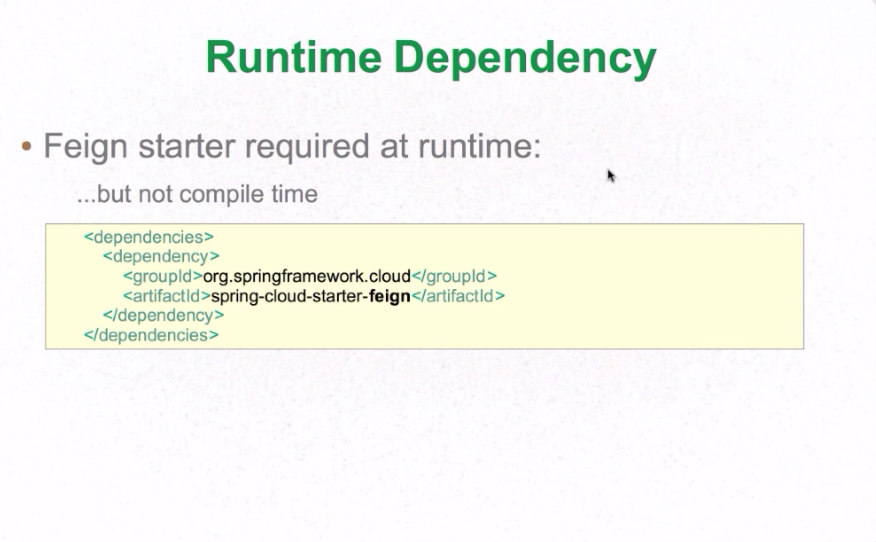 Runtime Dependency
• Feign starter required at runtime:
...but not compile time
<dependencies>
<dependency>
<groupId>org.springframework.cloud</groupId>
<artifactId>spring-cloud-starter-feign</artifactId>
</dependency>
</dependencies>